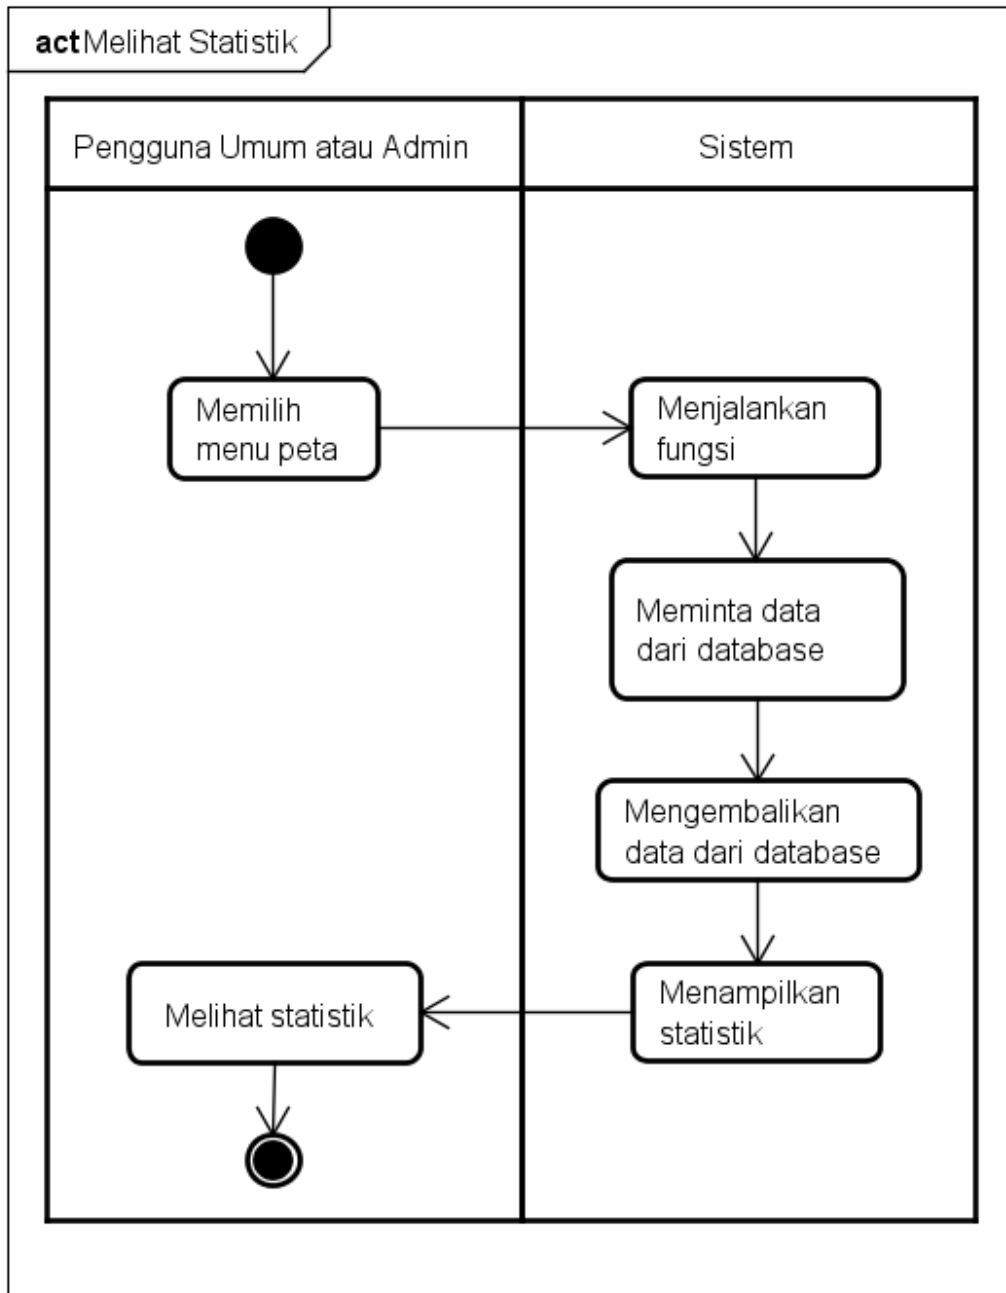 act Melihat Statistik
Pengguna Umum atau Admin
Sistem
Memilih
menu peta
Menjalankan
fungsi
Meminta data
dari database
Mengembalikan
data dari database
Menampilkan
statistik
Melihat statistik